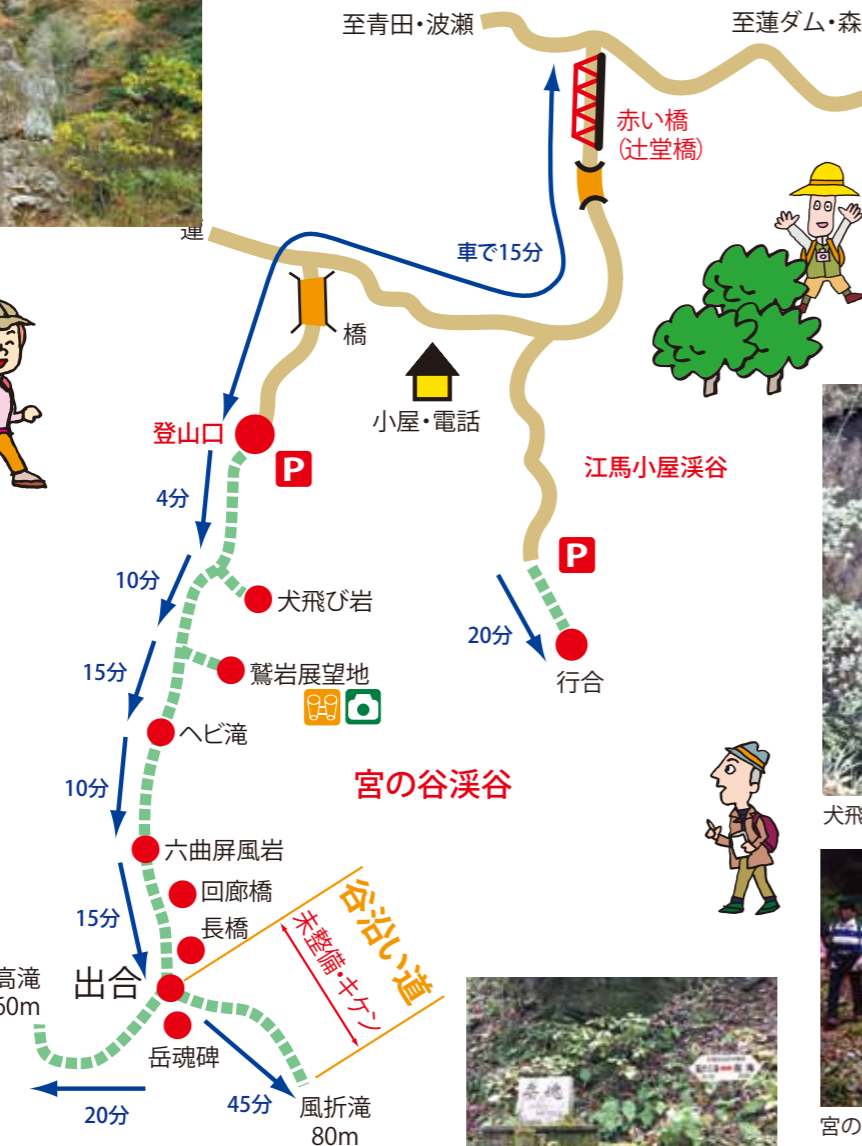 至青田・波瀬
至蓮ダム・森
赤い橋
(辻堂橋)
蓮
車で15分
橋
小屋・電話
登山口
P
4分
江馬小屋渓谷
10分
犬飛び岩
P
15分
鷲岩展望地
20分
行合
ヘビ滝
10分
宮の谷渓谷
犬飛
六曲屏風岩
回廊橋
15分
長橋
谷沿い道
未整備・キケン
高滝
60m
出合
岳魂碑
20分
45分
風折滝
80m
宮の